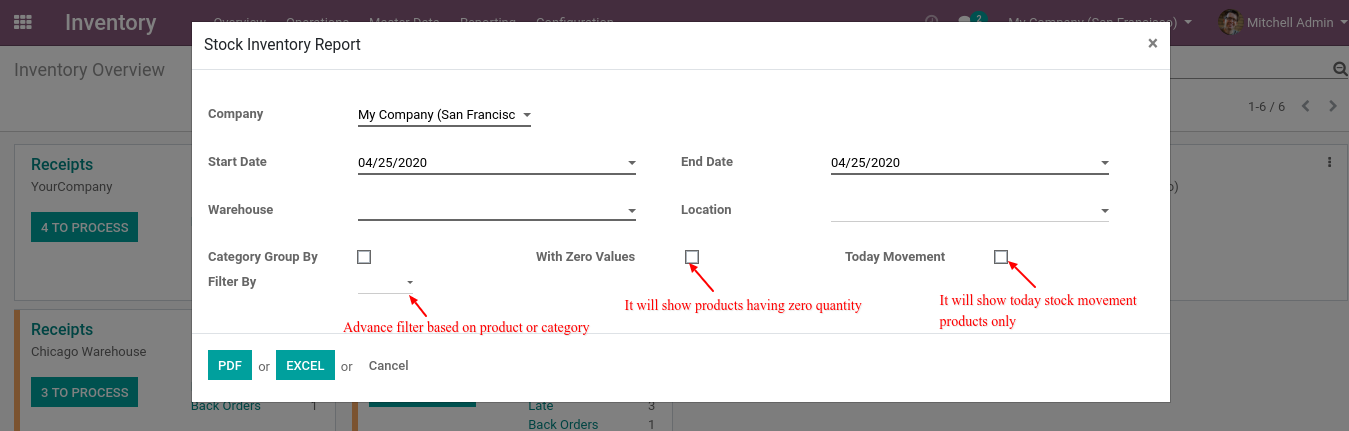 Inventory Overview Operations Master Data Reporting Configuration 2 My Company (San Francisco) Mitchell Admin
Stock Inventory Report ×
Inventory Overview
1-6 / 6
Company My Company (San Francisc
Start Date 04/25/2020 End Date 04/25/2020
Receipts
YourCompany
Warehouse Location
4 TO PROCESS
Category Group By With Zero Values Today Movement
Filter By
It will show products having zero quantity
It will show today stock movement
products only
Advance filter based on product or category
Receipts
Chicago Warehouse
PDF or EXCEL or Cancel
3 TO PROCESS
Back Orders 1 Late 3
Back Orders 1